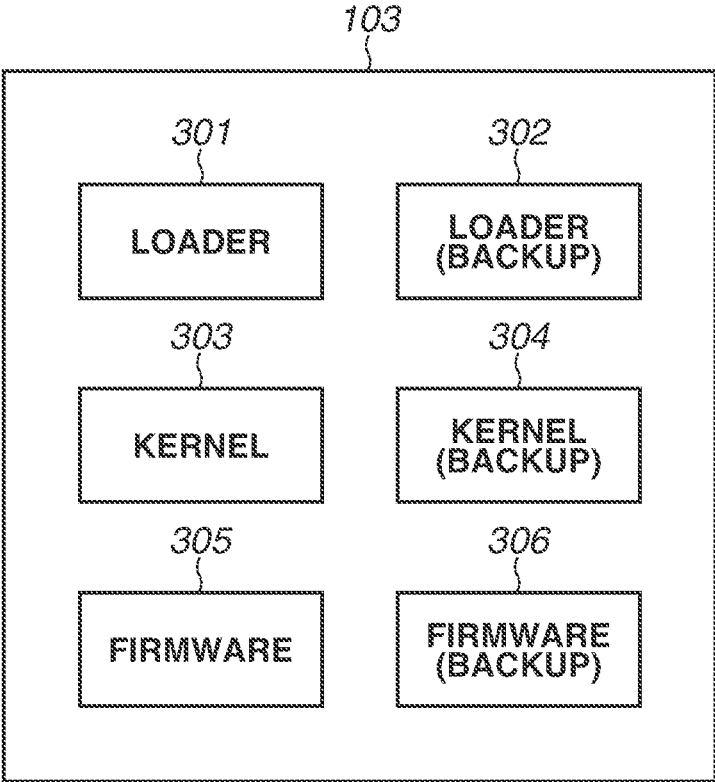 103
301
302
LOADER
LOADER
(BACKUP)
303
304
KERNEL
KERNEL
(BACKUP)
305
306
FIRMWARE
FIRMWARE
(BACKUP)